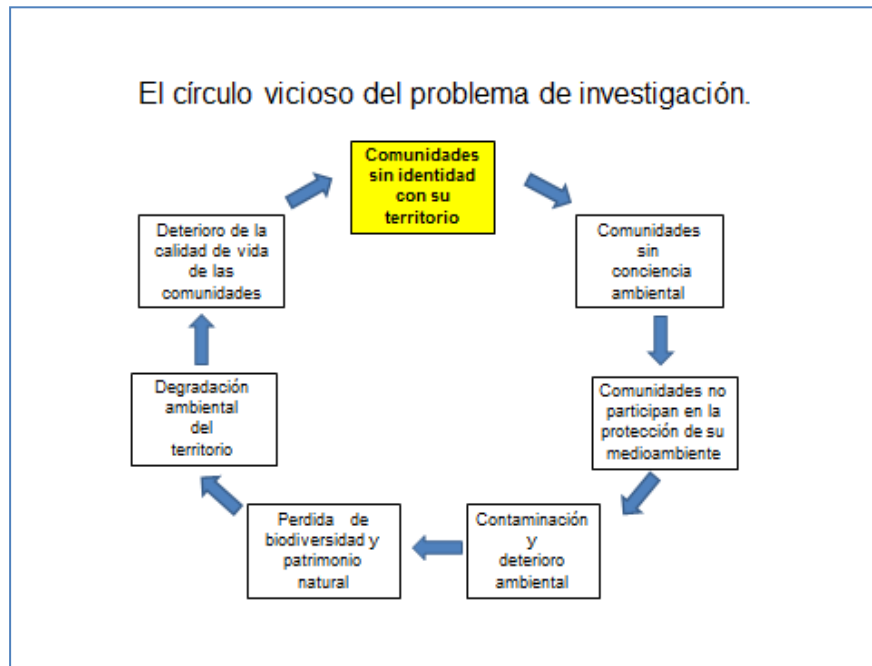 El círculo vicioso del problema de investigación.
Comunidades
sin identidad
con su
territorio
Comunidades
sin
conciencia
ambiental
Comunidades no
participan en la
protección de su
medioambiente
Contaminación
y
deterioro
ambiental
Perdida de
biodiversidad y
patrimonio
natural
Degradación
ambiental
del
territorio
Deterioro de la
calidad de vida
de las
comunidades